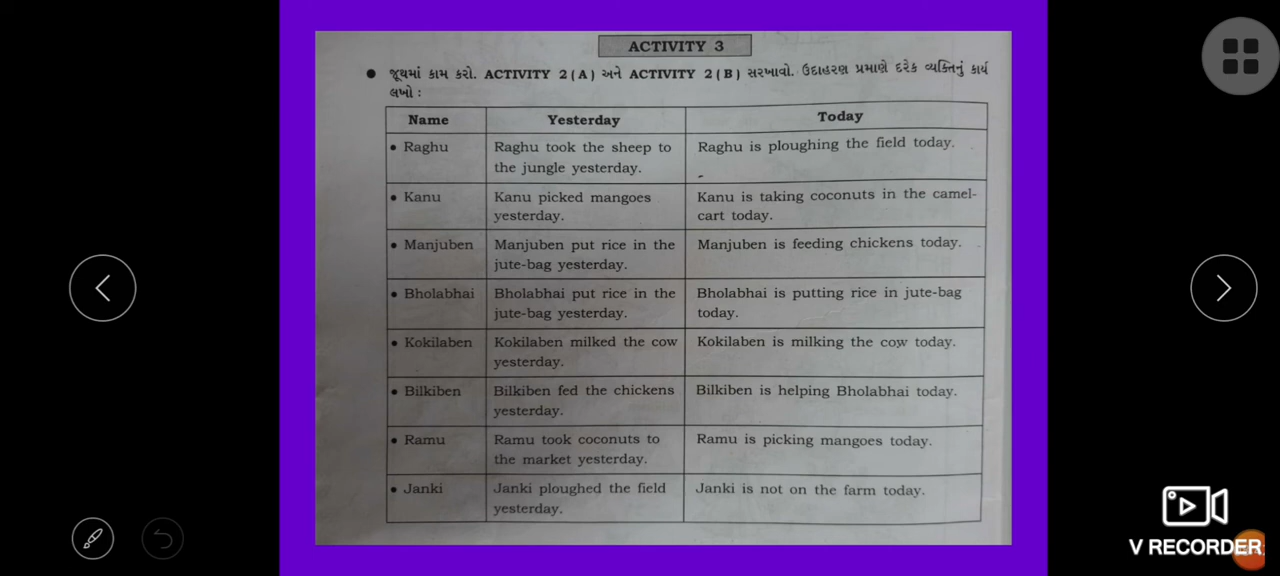 ACTIVITY 3
● જૂથમાં કામ કરો. ACTIVITY 2 (A) અને ACTIVITY 2 (B) સરખાવો. ઉદાહરણ પ્રમાણે દરેક વ્યક્તિનું કાર્ય
લખો :
Name Yesterday Today
• Raghu Raghu took the sheep to Raghu is ploughing the field today.
the jungle yesterday.
• Kanu Kanu picked mangoes Kanu is taking coconuts in the camel-
yesterday. cart today.
• Manjuben Manjuben put rice in the Manjuben is feeding chickens today.
jute-bag yesterday.
• Bholabhai Bholabhai put rice in the Bholabhai is putting rice in jute-bag
jute-bag yesterday. today.
• Kokilaben Kokilaben milked the cow Kokilaben is milking the cow today.
yesterday.
• Bilkiben Bilkiben fed the chickens Bilkiben is helping Bholabhai today.
yesterday.
• Ramu Ramu took coconuts to Ramu is picking mangoes today.
the market yesterday.
• Janki Janki ploughed the field Janki is not on the farm today.
yesterday.
V RECORDER